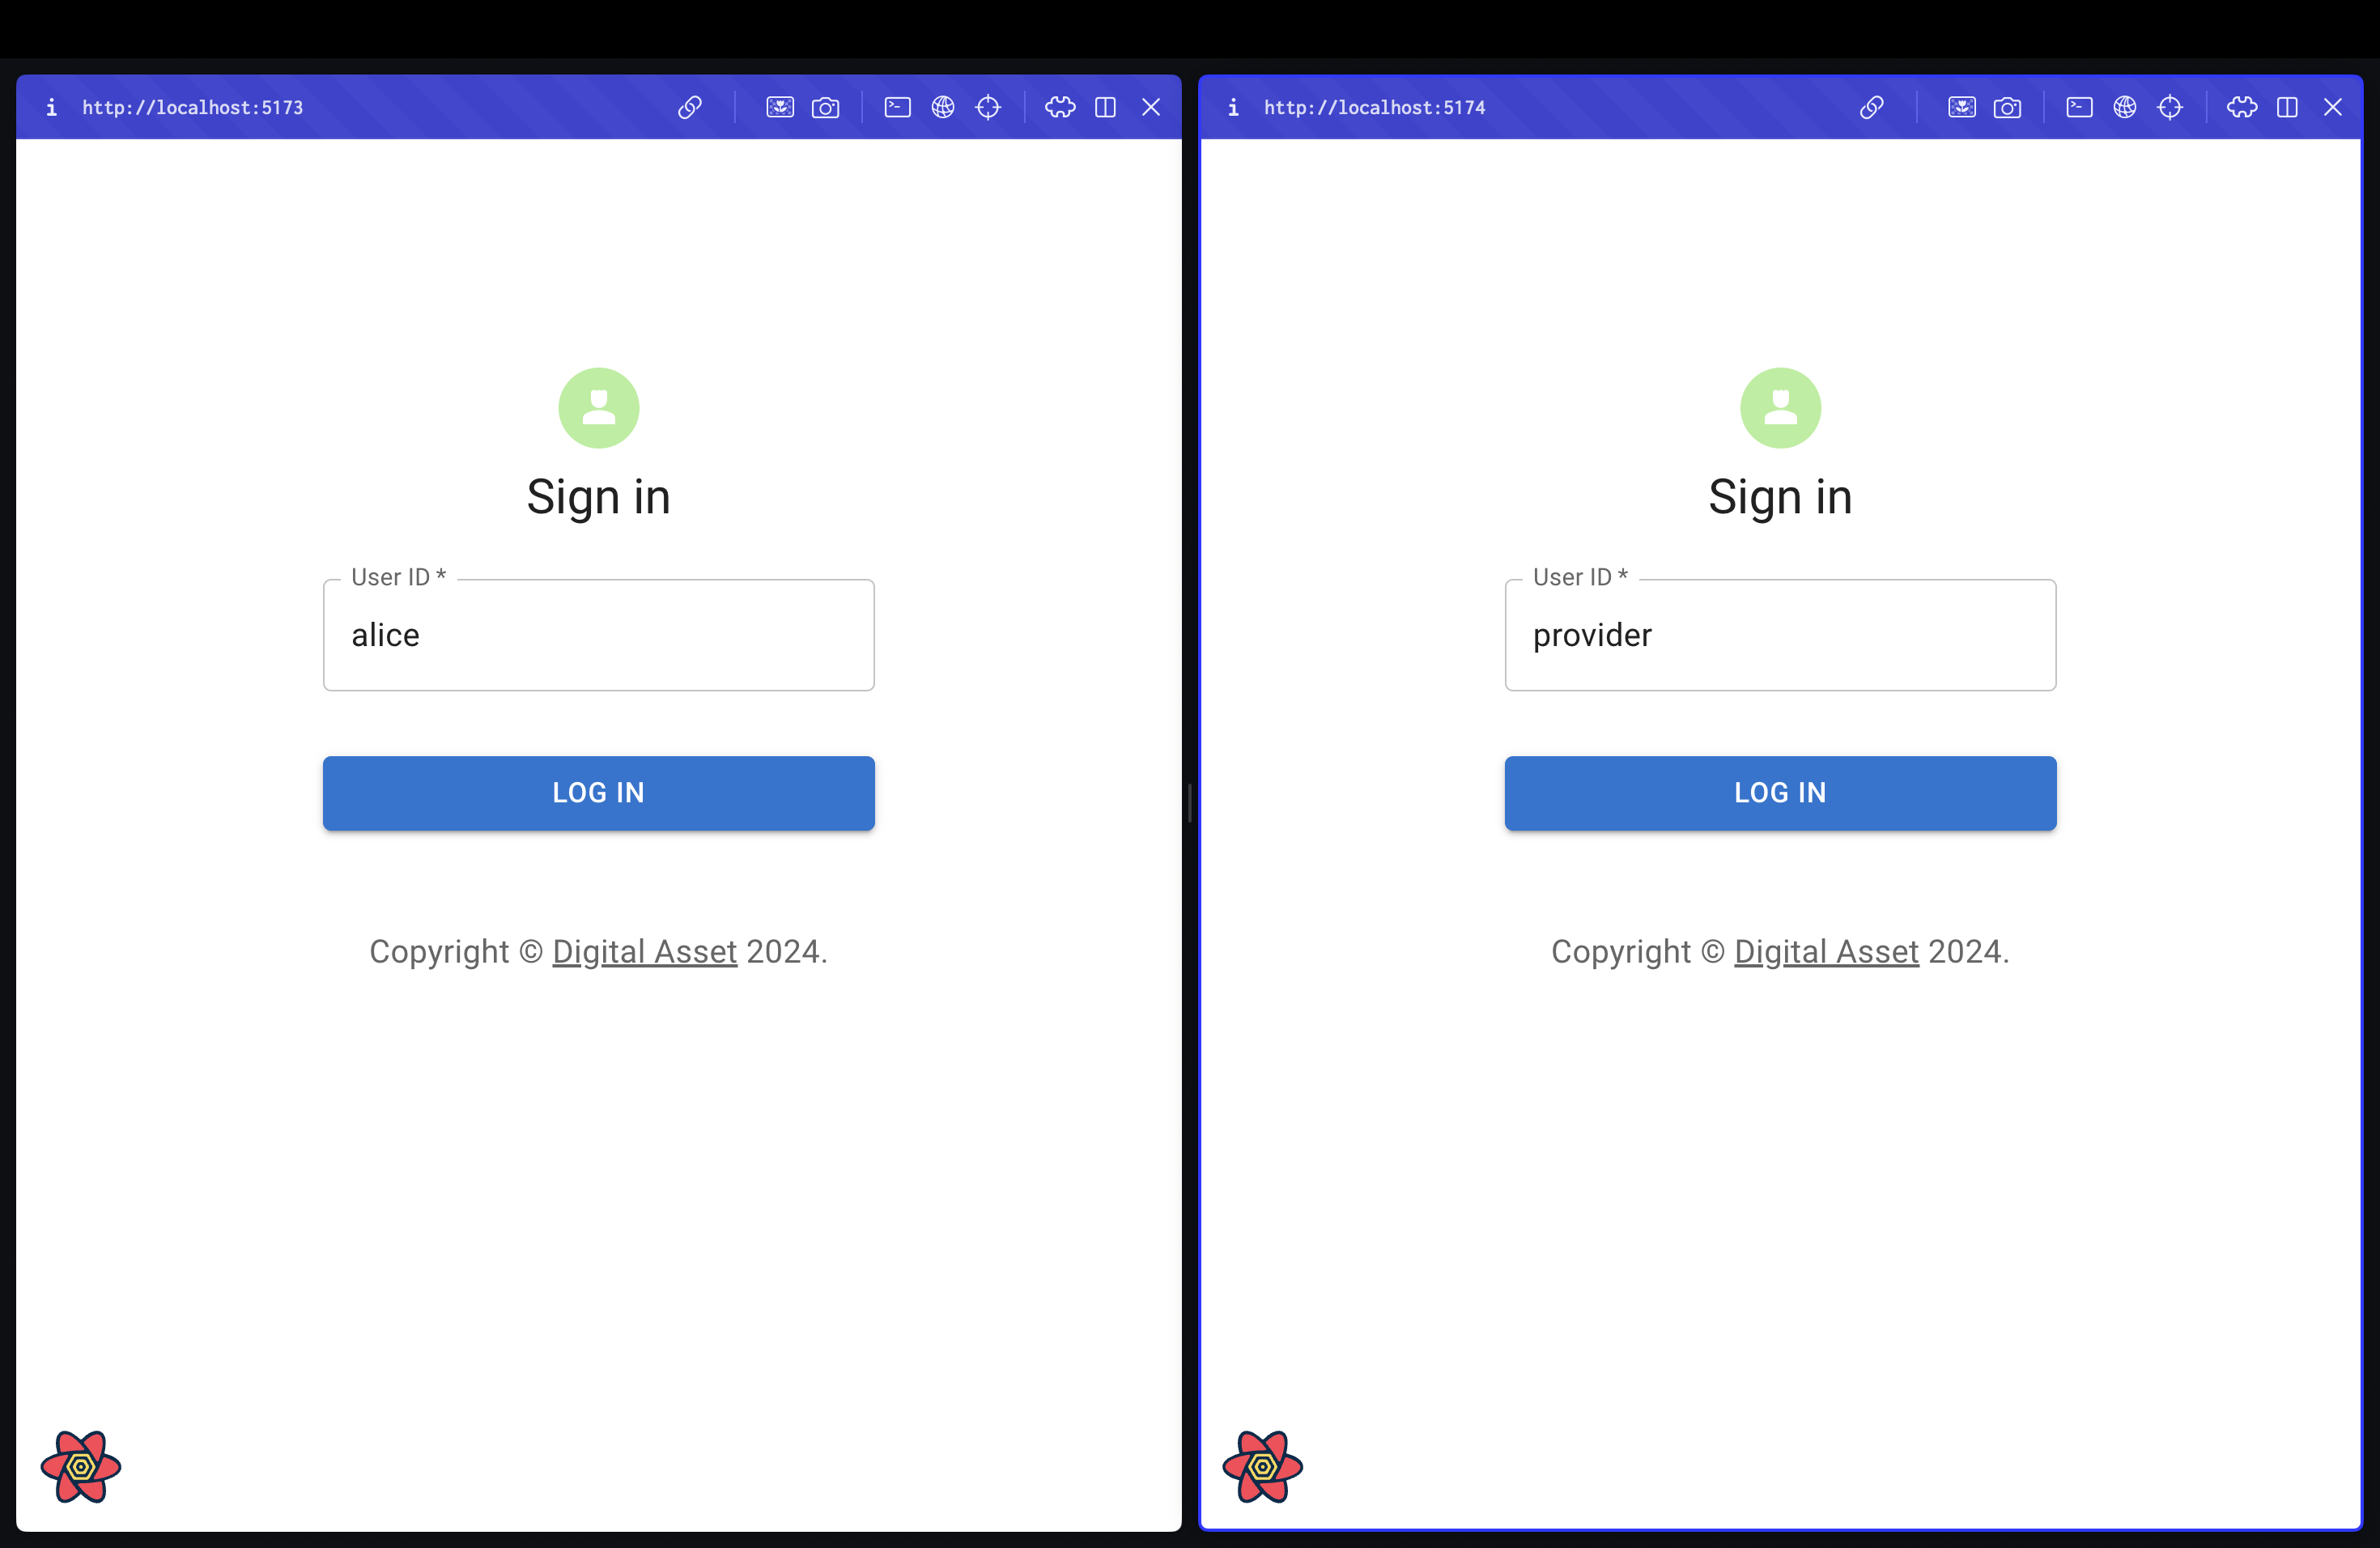 http://localhost:5173
Sign in
User ID *
alice
LOG IN
Copyright © Digital Asset 2024.
http://localhost:5174
Sign in
User ID *
provider
LOG IN
Copyright © Digital Asset 2024.